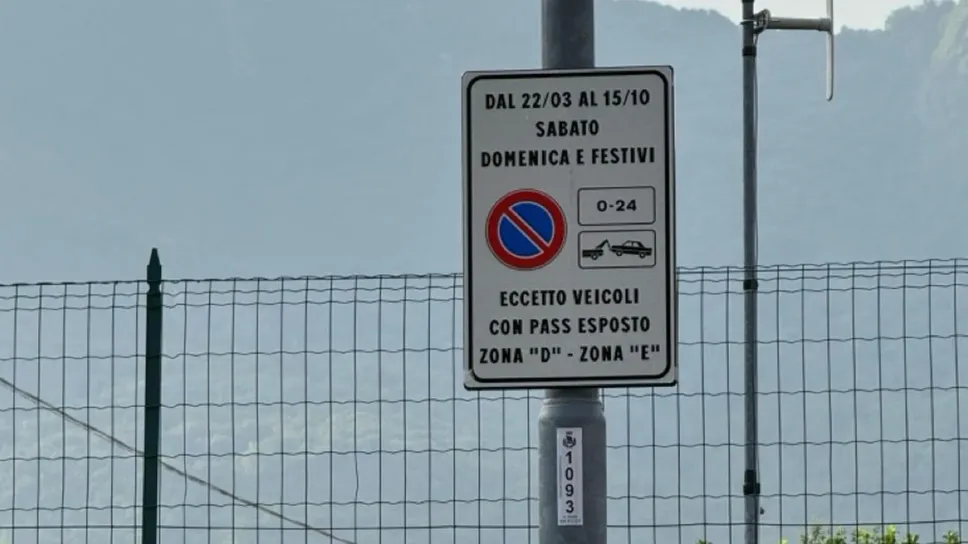 DAL 22/03 AL 15/10
SABATO
DOMENICA E FESTIVI
0-24
ECCETTO VEICOLI
CON PASS ESPOSTO
ZONA "D" - ZONA "E"
1093